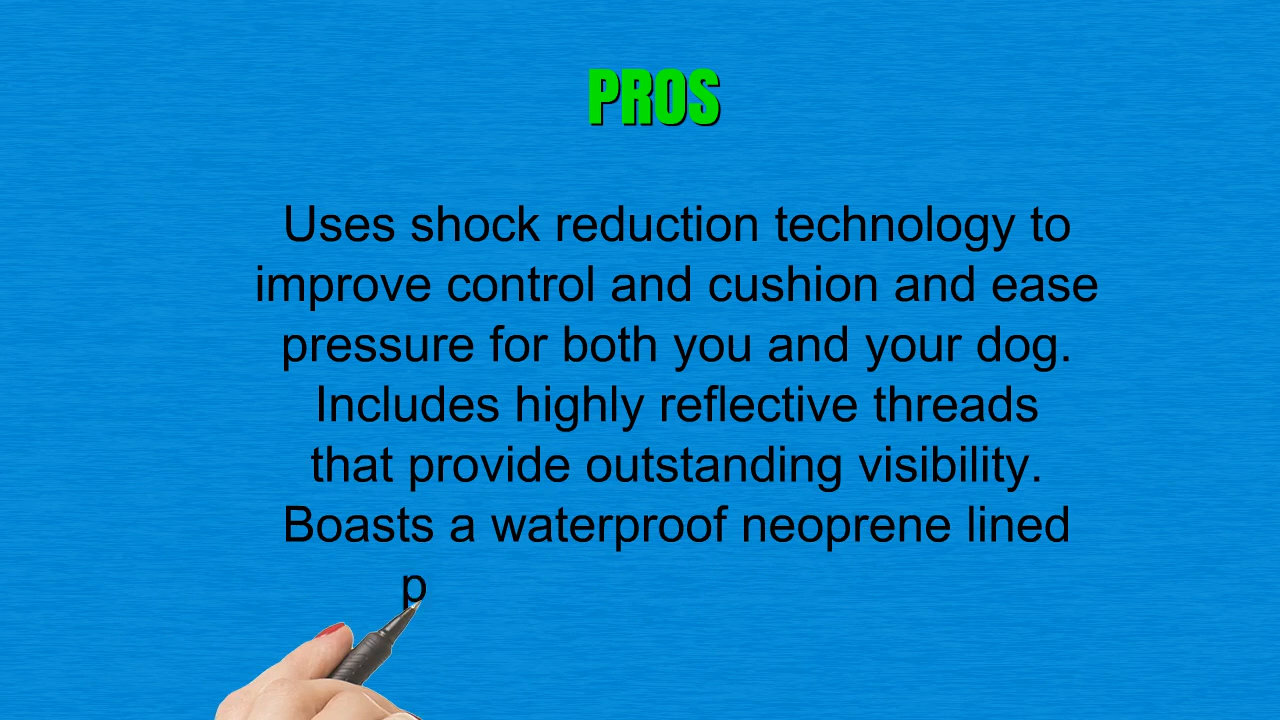 PROS
Uses shock reduction technology to
improve control and cushion and ease
pressure for both you and your dog.
Includes highly reflective threads
that provide outstanding visibility.
Boasts a waterproof neoprene lined
p